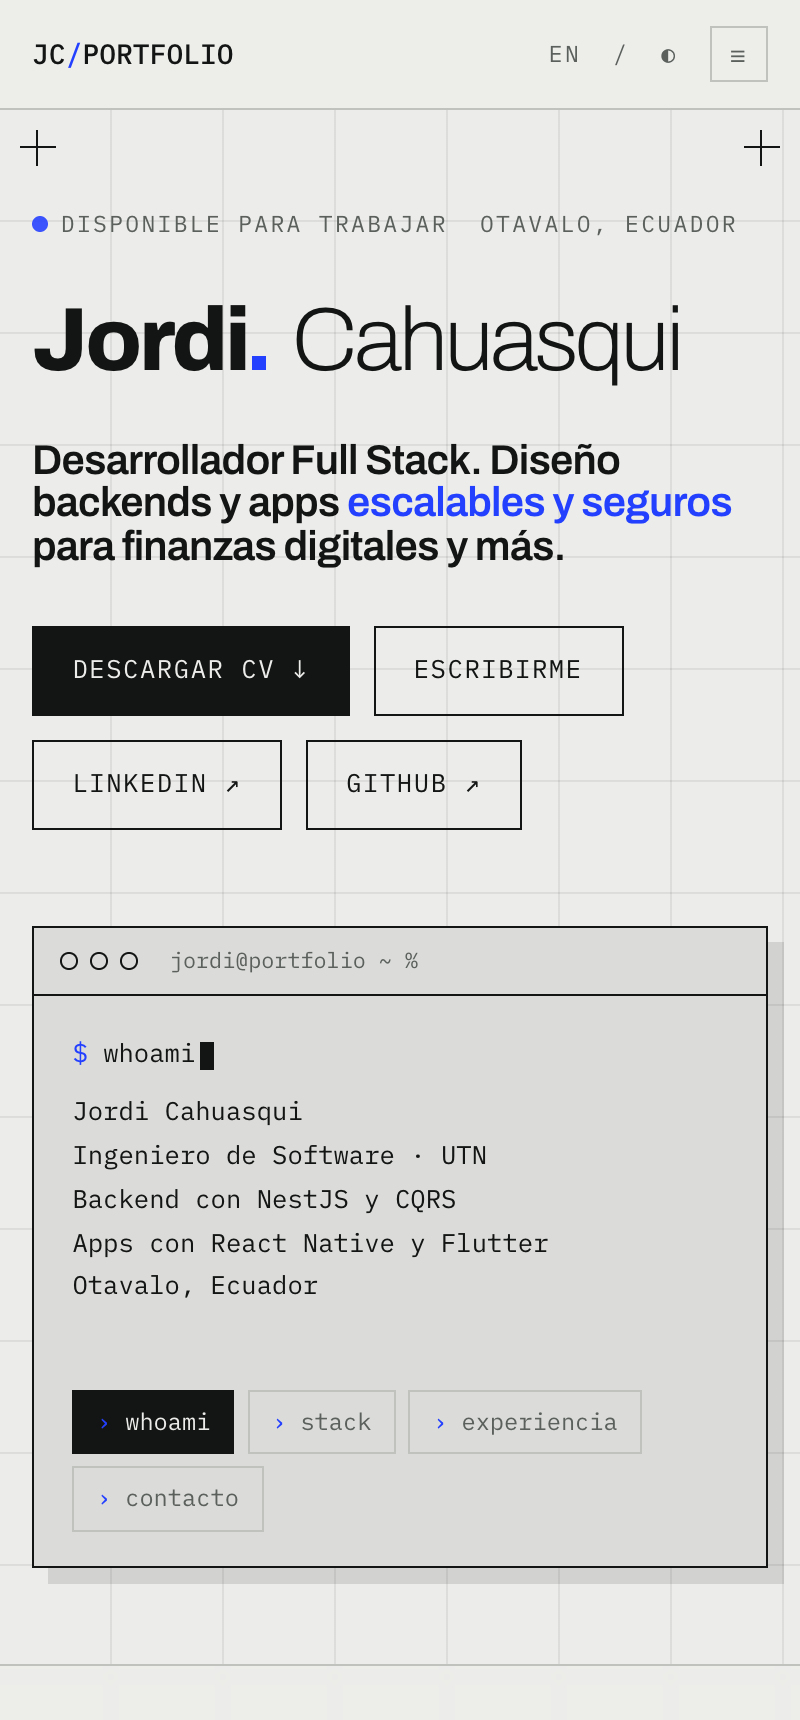 JC/PORTFOLIO EN / ◐ ≡
DISPONIBLE PARA TRABAJAR OTAVALO, ECUADOR
Jordi. Cahuasqui
Desarrollador Full Stack. Diseño
backends y apps escalables y seguros
para finanzas digitales y más.
DESCARGAR CV ↓ ESCRIBIRME
LINKEDIN ↗ GITHUB ↗
jordi@portfolio ~ %
$ whoami
Jordi Cahuasqui
Ingeniero de Software · UTN
Backend con NestJS y CQRS
Apps con React Native y Flutter
Otavalo, Ecuador
› whoami › stack › experiencia
› contacto